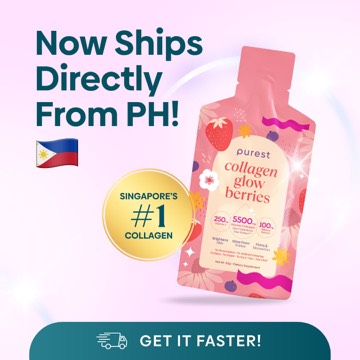 Now Ships
Directly
From PH!
SINGAPORE'S
#1
COLLAGEN
purest
collagen
glow
berries
250
5500
100
GET IT FASTER!